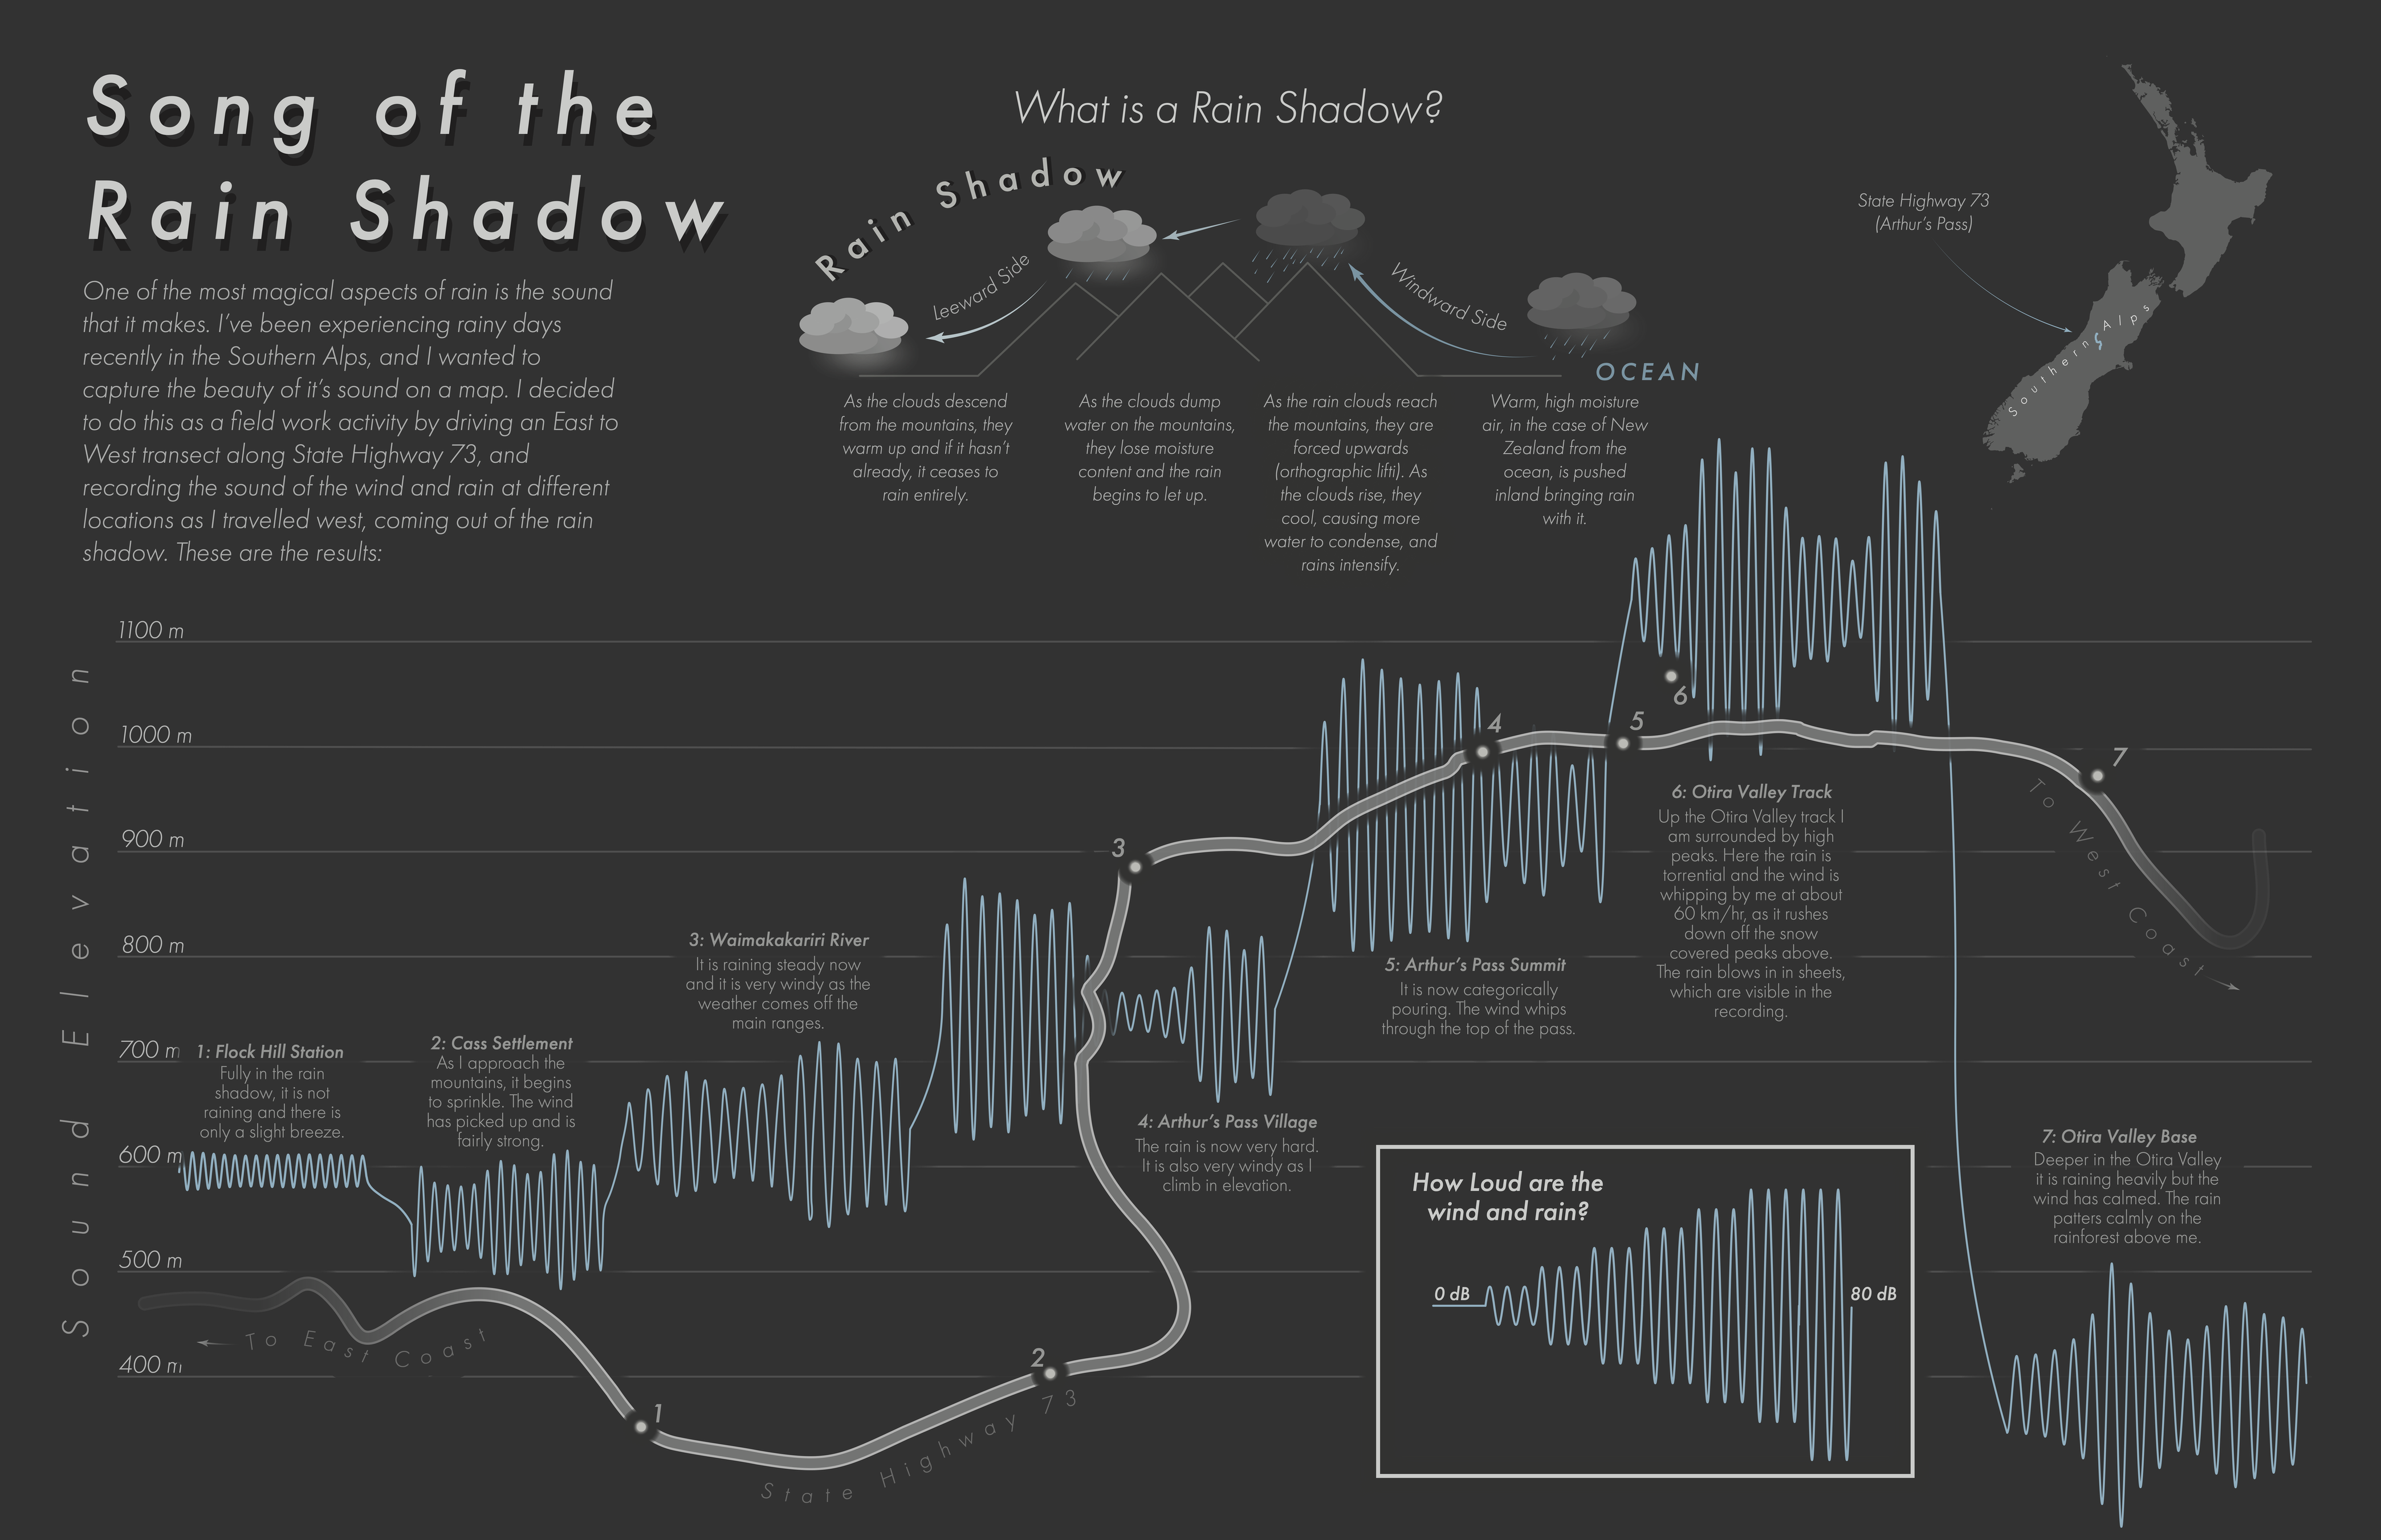 Song of the
Rain Shadow
One of the most magical aspects of rain is the sound
that it makes. I've been experiencing rainy days
recently in the Southern Alps, and I wanted to
capture the beauty of it's sound on a map. I decided
to do this as a field work activity by driving an East to
West transect along State Highway 73, and
recording the sound of the wind and rain at different
locations as I travelled west, coming out of the rain
shadow. These are the results:
What is a Rain Shadow?
Rain Shadow
Leeward Side
Windward Side
OCEAN
As the clouds descend
from the mountains, they
warm up and if it hasn't
already, it ceases to
rain entirely.
As the clouds dump
water on the mountains,
they lose moisture
content and the rain
begins to let up.
As the rain clouds reach
the mountains, they are
forced upwards
(orthographic lifti). As
the clouds rise, they
cool, causing more
water to condense, and
rains intensify.
Warm, high moisture
air, in the case of New
Zealand from the
ocean, is pushed
inland bringing rain
with it.
State Highway 73
(Arthur's Pass)
Southern Alps
Sound Elevation
1100 m
1000 m
900 m
800 m
700 m
600 m
500 m
400 m
1: Flock Hill Station
Fully in the rain
shadow, it is not
raining and there is
only a slight breeze.
2: Cass Settlement
As I approach the
mountains, it begins
to sprinkle. The wind
has picked up and is
fairly strong.
3: Waimakakariri River
It is raining steady now
and it is very windy as the
weather comes off the
main ranges.
4: Arthur's Pass Village
The rain is now very hard.
It is also very windy as I
climb in elevation.
5: Arthur's Pass Summit
It is now categorically
pouring. The wind whips
through the top of the pass.
6: Otira Valley Track
Up the Otira Valley track I
am surrounded by high
peaks. Here the rain is
torrential and the wind is
whipping by me at about
60 km/hr, as it rushes
down off the snow
covered peaks above.
The rain blows in in sheets,
which are visible in the
recording.
7: Otira Valley Base
Deeper in the Otira Valley
it is raining heavily but the
wind has calmed. The rain
patters calmly on the
rainforest above me.
1
2
3
4
5
6
7
To East Coast
State Highway 73
To West Coast
How Loud are the
wind and rain?
0 dB
80 dB